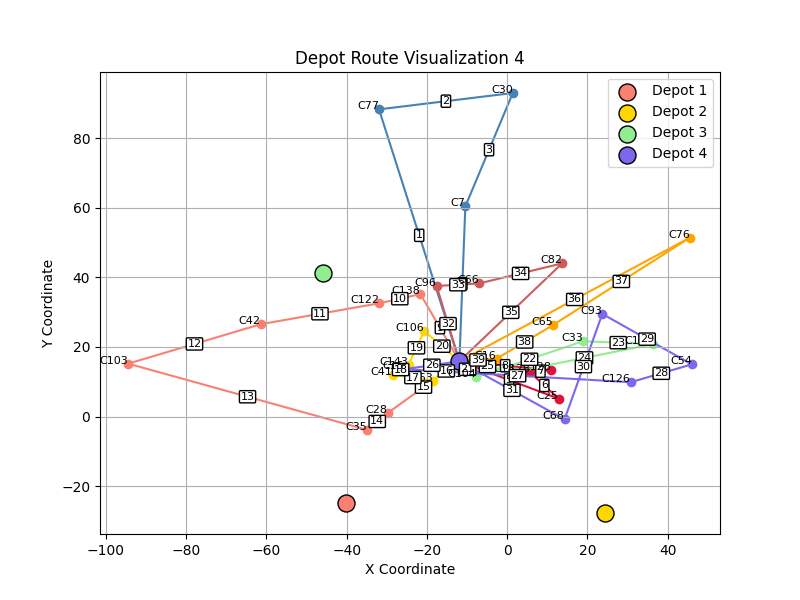 Depot Route Visualization 4
Depot 1
Depot 2
Depot 3
Depot 4
Y Coordinate
X Coordinate
80
60
40
20
0
−20
−100
−80
−60
−40
−20
0
20
40
C77
2
C30
3
C7
1
C76
C82
34
37
C96
33
C66
C138
C122
10
36
C42
11
35
C93
32
C106
C65
12
19
20
38
C33
23
29
C103
39
24
C54
C143
18
26
22
30
C41
17
15
27
7
28
C126
13
6
31
C25
C28
C68
14
C35